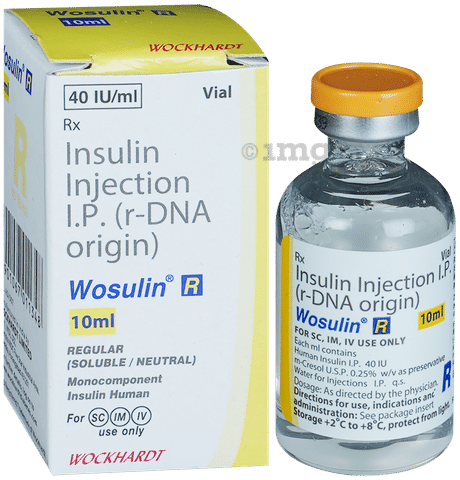 Wosulin® R
10ml
WOCKHARDT
40 IU/ml Vial
Rx
Insulin
Injection
I.P. (r-DNA
origin)
Wosulin® R
10ml
REGULAR
(SOLUBLE / NEUTRAL)
Monocomponent
Insulin Human
For SC IM IV
use only
WOCKHARDT
R
1mg
Rx Vial
Insulin Injection I.P.
(r-DNA origin)
Wosulin® R 10ml
FOR SC, IM, IV USE ONLY
Each ml contains
Human Insulin I.P. 40 IU
m-Cresol U.S.P. 0.25% w/v as preservative
Water for Injections I.P. q.s.
Dosage: As directed by the physician.
Directions for use, indications and
administration: See package insert
Storage +2°C to +8°C, protect from light.
R